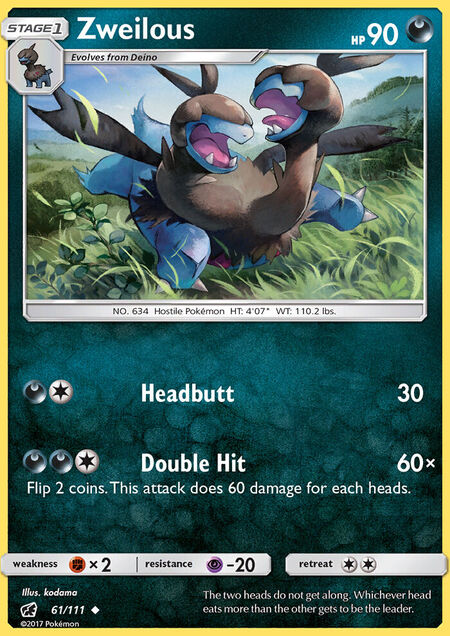 STAGE1
Zweilous
HP90
Evolves from Deino
NO. 634 Hostile Pokémon HT: 4'07" WT: 110.2 lbs.
Headbutt 30
Double Hit 60×
Flip 2 coins. This attack does 60 damage for each heads.
weakness ×2 resistance -20 retreat
Illus. kodama
The two heads do not get along. Whichever head
eats more than the other gets to be the leader.
61/111
©2017 Pokémon